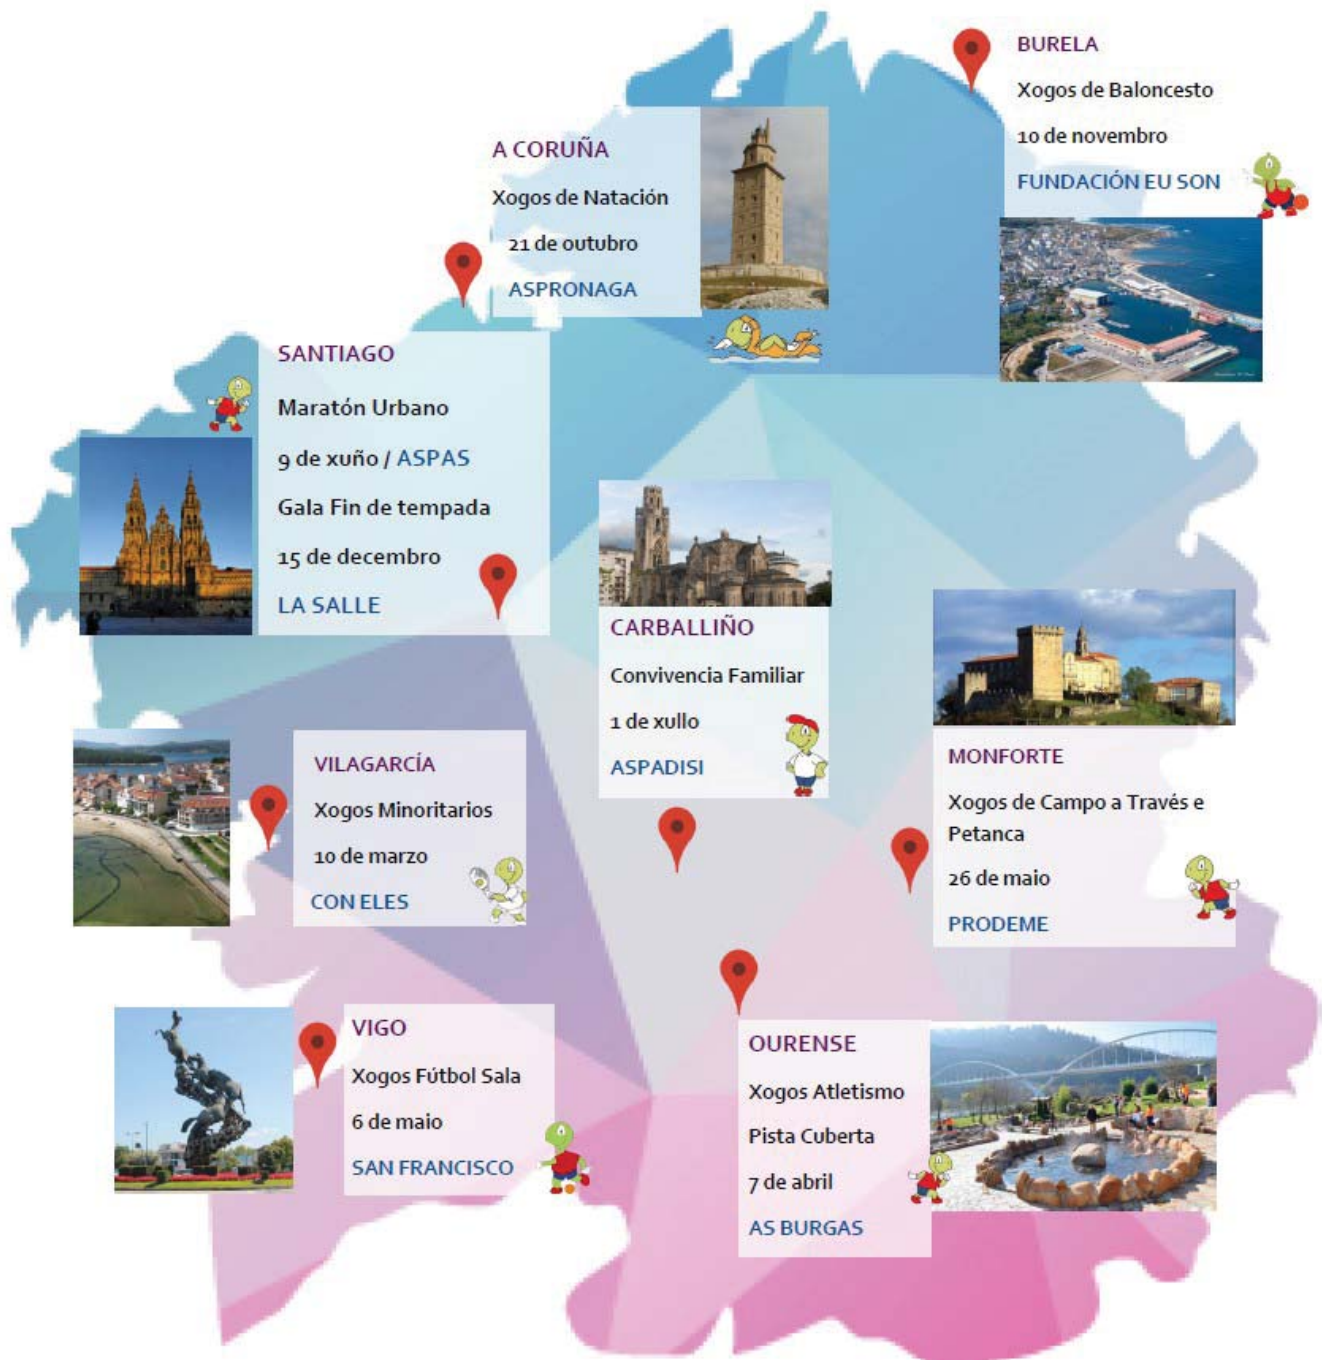 BURELA
Xogos de Baloncesto
10 de novembro
FUNDACIÓN EU SON
A CORUÑA
Xogos de Natación
21 de outubro
ASPRONAGA
SANTIAGO
Maratón Urbano
9 de xuño / ASPAS
Gala Fin de tempada
15 de decembro
LA SALLE
CARBALLIÑO
Convivencia Familiar
1 de xullo
ASPADISI
MONFORTE
Xogos de Campo a Través e
Petanca
26 de maio
PRODEME
VILAGARCÍA
Xogos Minoritarios
10 de marzo
CON ELES
VIGO
Xogos Fútbol Sala
6 de maio
SAN FRANCISCO
OURENSE
Xogos Atletismo
Pista Cuberta
7 de abril
AS BURGAS